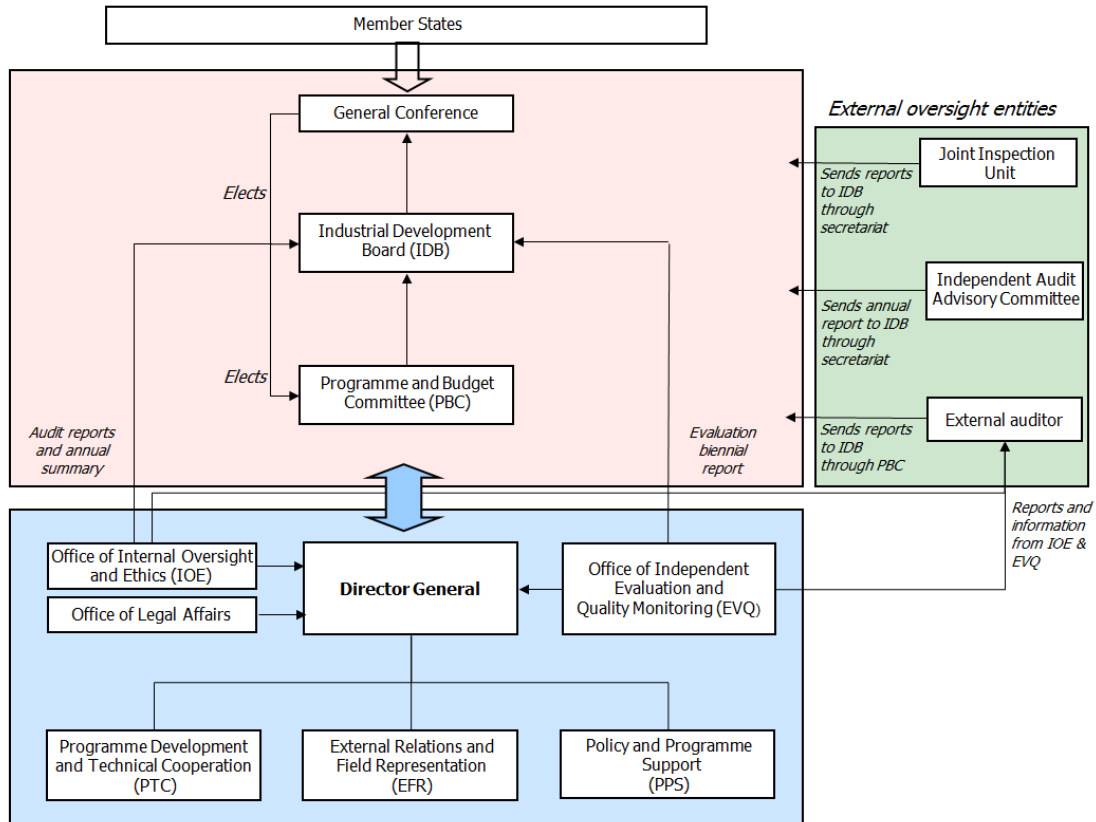 Member States
General Conference
External oversight entities
Joint Inspection
Unit
Sends reports
to IDB
through
secretariat
Elects
Industrial Development
Board (IDB)
Independent Audit
Advisory Committee
Sends annual
report to IDB
through
secretariat
Elects
Programme and Budget
Committee (PBC)
External auditor
Sends reports
to IDB
through PBC
Audit reports
and annual
summary
Evaluation
biennial
report
Reports and
information
from IOE &
EVQ
Office of Internal Oversight
and Ethics (IOE)
Office of Legal Affairs
Director General
Office of Independent
Evaluation and
Quality Monitoring (EVQ)
Programme Development
and Technical Cooperation
(PTC)
External Relations and
Field Representation
(EFR)
Policy and Programme
Support
(PPS)